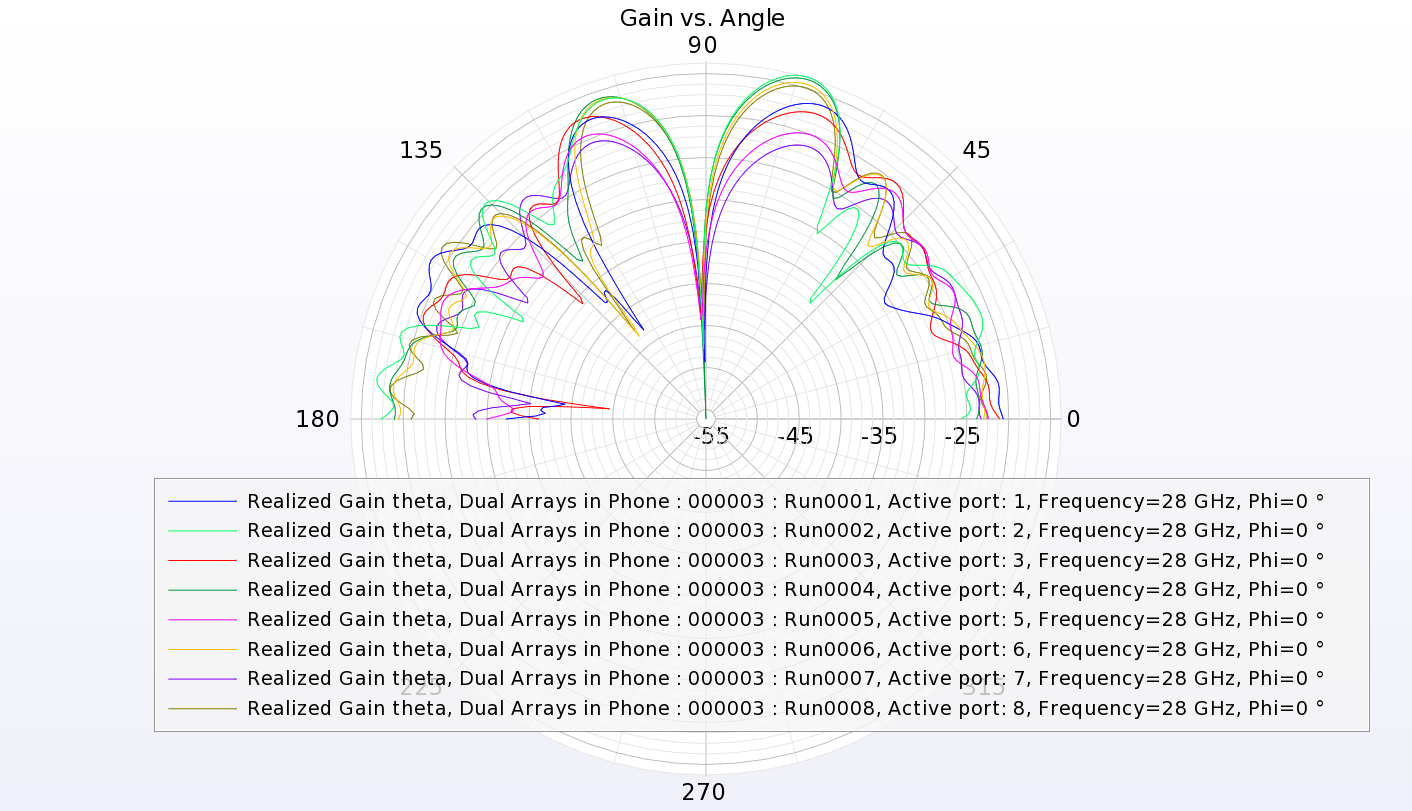 Gain vs. Angle
90
135
45
180
0
-55
-45
-35
-25
Realized Gain theta, Dual Arrays in Phone : 000003 : Run0001, Active port: 1, Frequency=28 GHz, Phi=0 °
Realized Gain theta, Dual Arrays in Phone : 000003 : Run0002, Active port: 2, Frequency=28 GHz, Phi=0 °
Realized Gain theta, Dual Arrays in Phone : 000003 : Run0003, Active port: 3, Frequency=28 GHz, Phi=0 °
Realized Gain theta, Dual Arrays in Phone : 000003 : Run0004, Active port: 4, Frequency=28 GHz, Phi=0 °
Realized Gain theta, Dual Arrays in Phone : 000003 : Run0005, Active port: 5, Frequency=28 GHz, Phi=0 °
Realized Gain theta, Dual Arrays in Phone : 000003 : Run0006, Active port: 6, Frequency=28 GHz, Phi=0 °
Realized Gain theta, Dual Arrays in Phone : 000003 : Run0007, Active port: 7, Frequency=28 GHz, Phi=0 °
225
315
Realized Gain theta, Dual Arrays in Phone : 000003 : Run0008, Active port: 8, Frequency=28 GHz, Phi=0 °
270